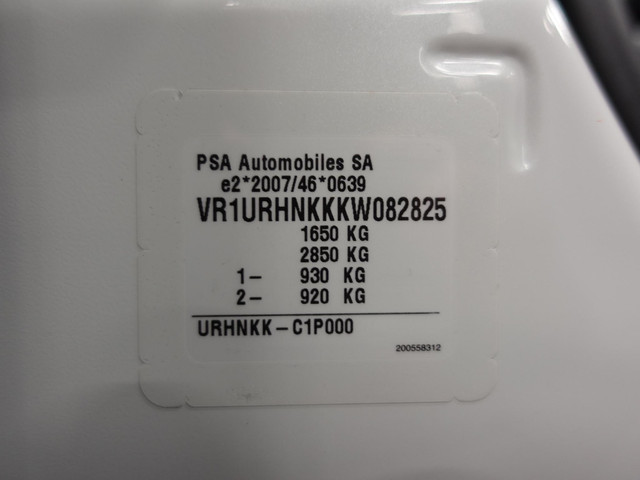 PSA Automobiles SA
e2*2007/46*0639
VR1URHNKKKW082825
1650 KG
2850 KG
1- 930 KG
2- 920 KG
URHNKK-C1P000
200558312